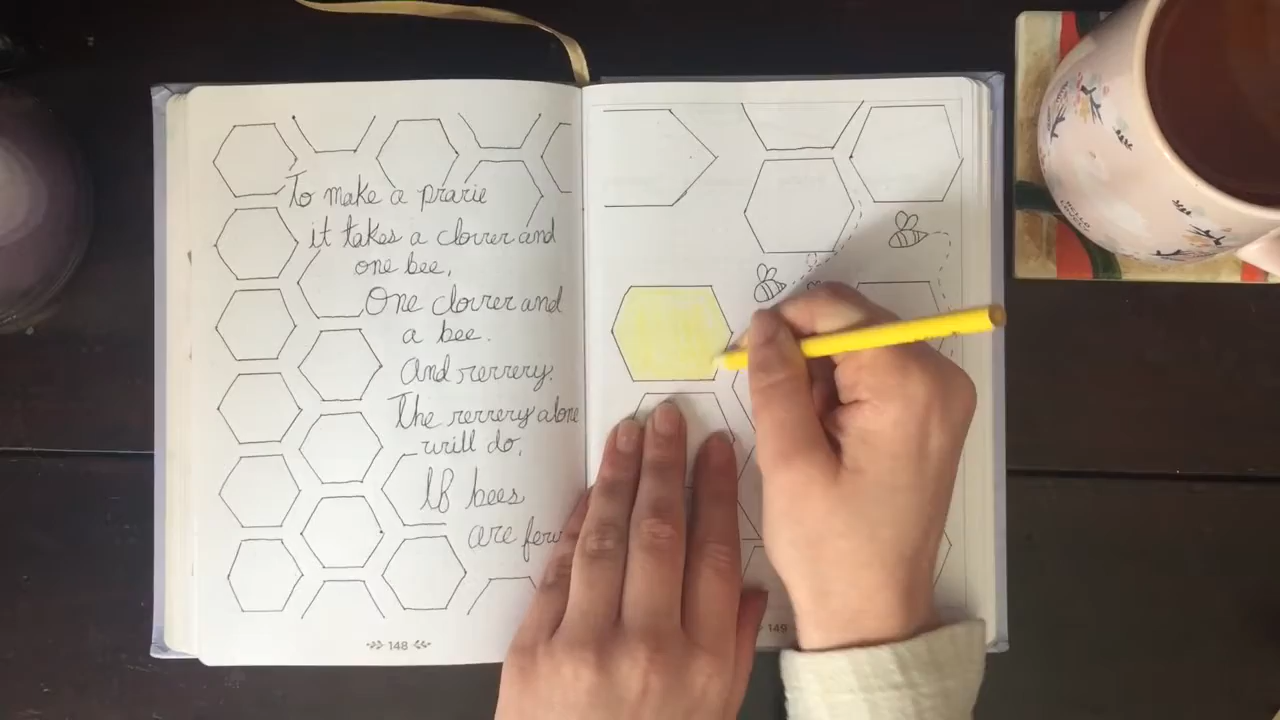 To make a prarie
it takes a clover and
one bee,
One clover and
a bee.
And revery.
The revery alone
will do,
If bees
are few
148
149